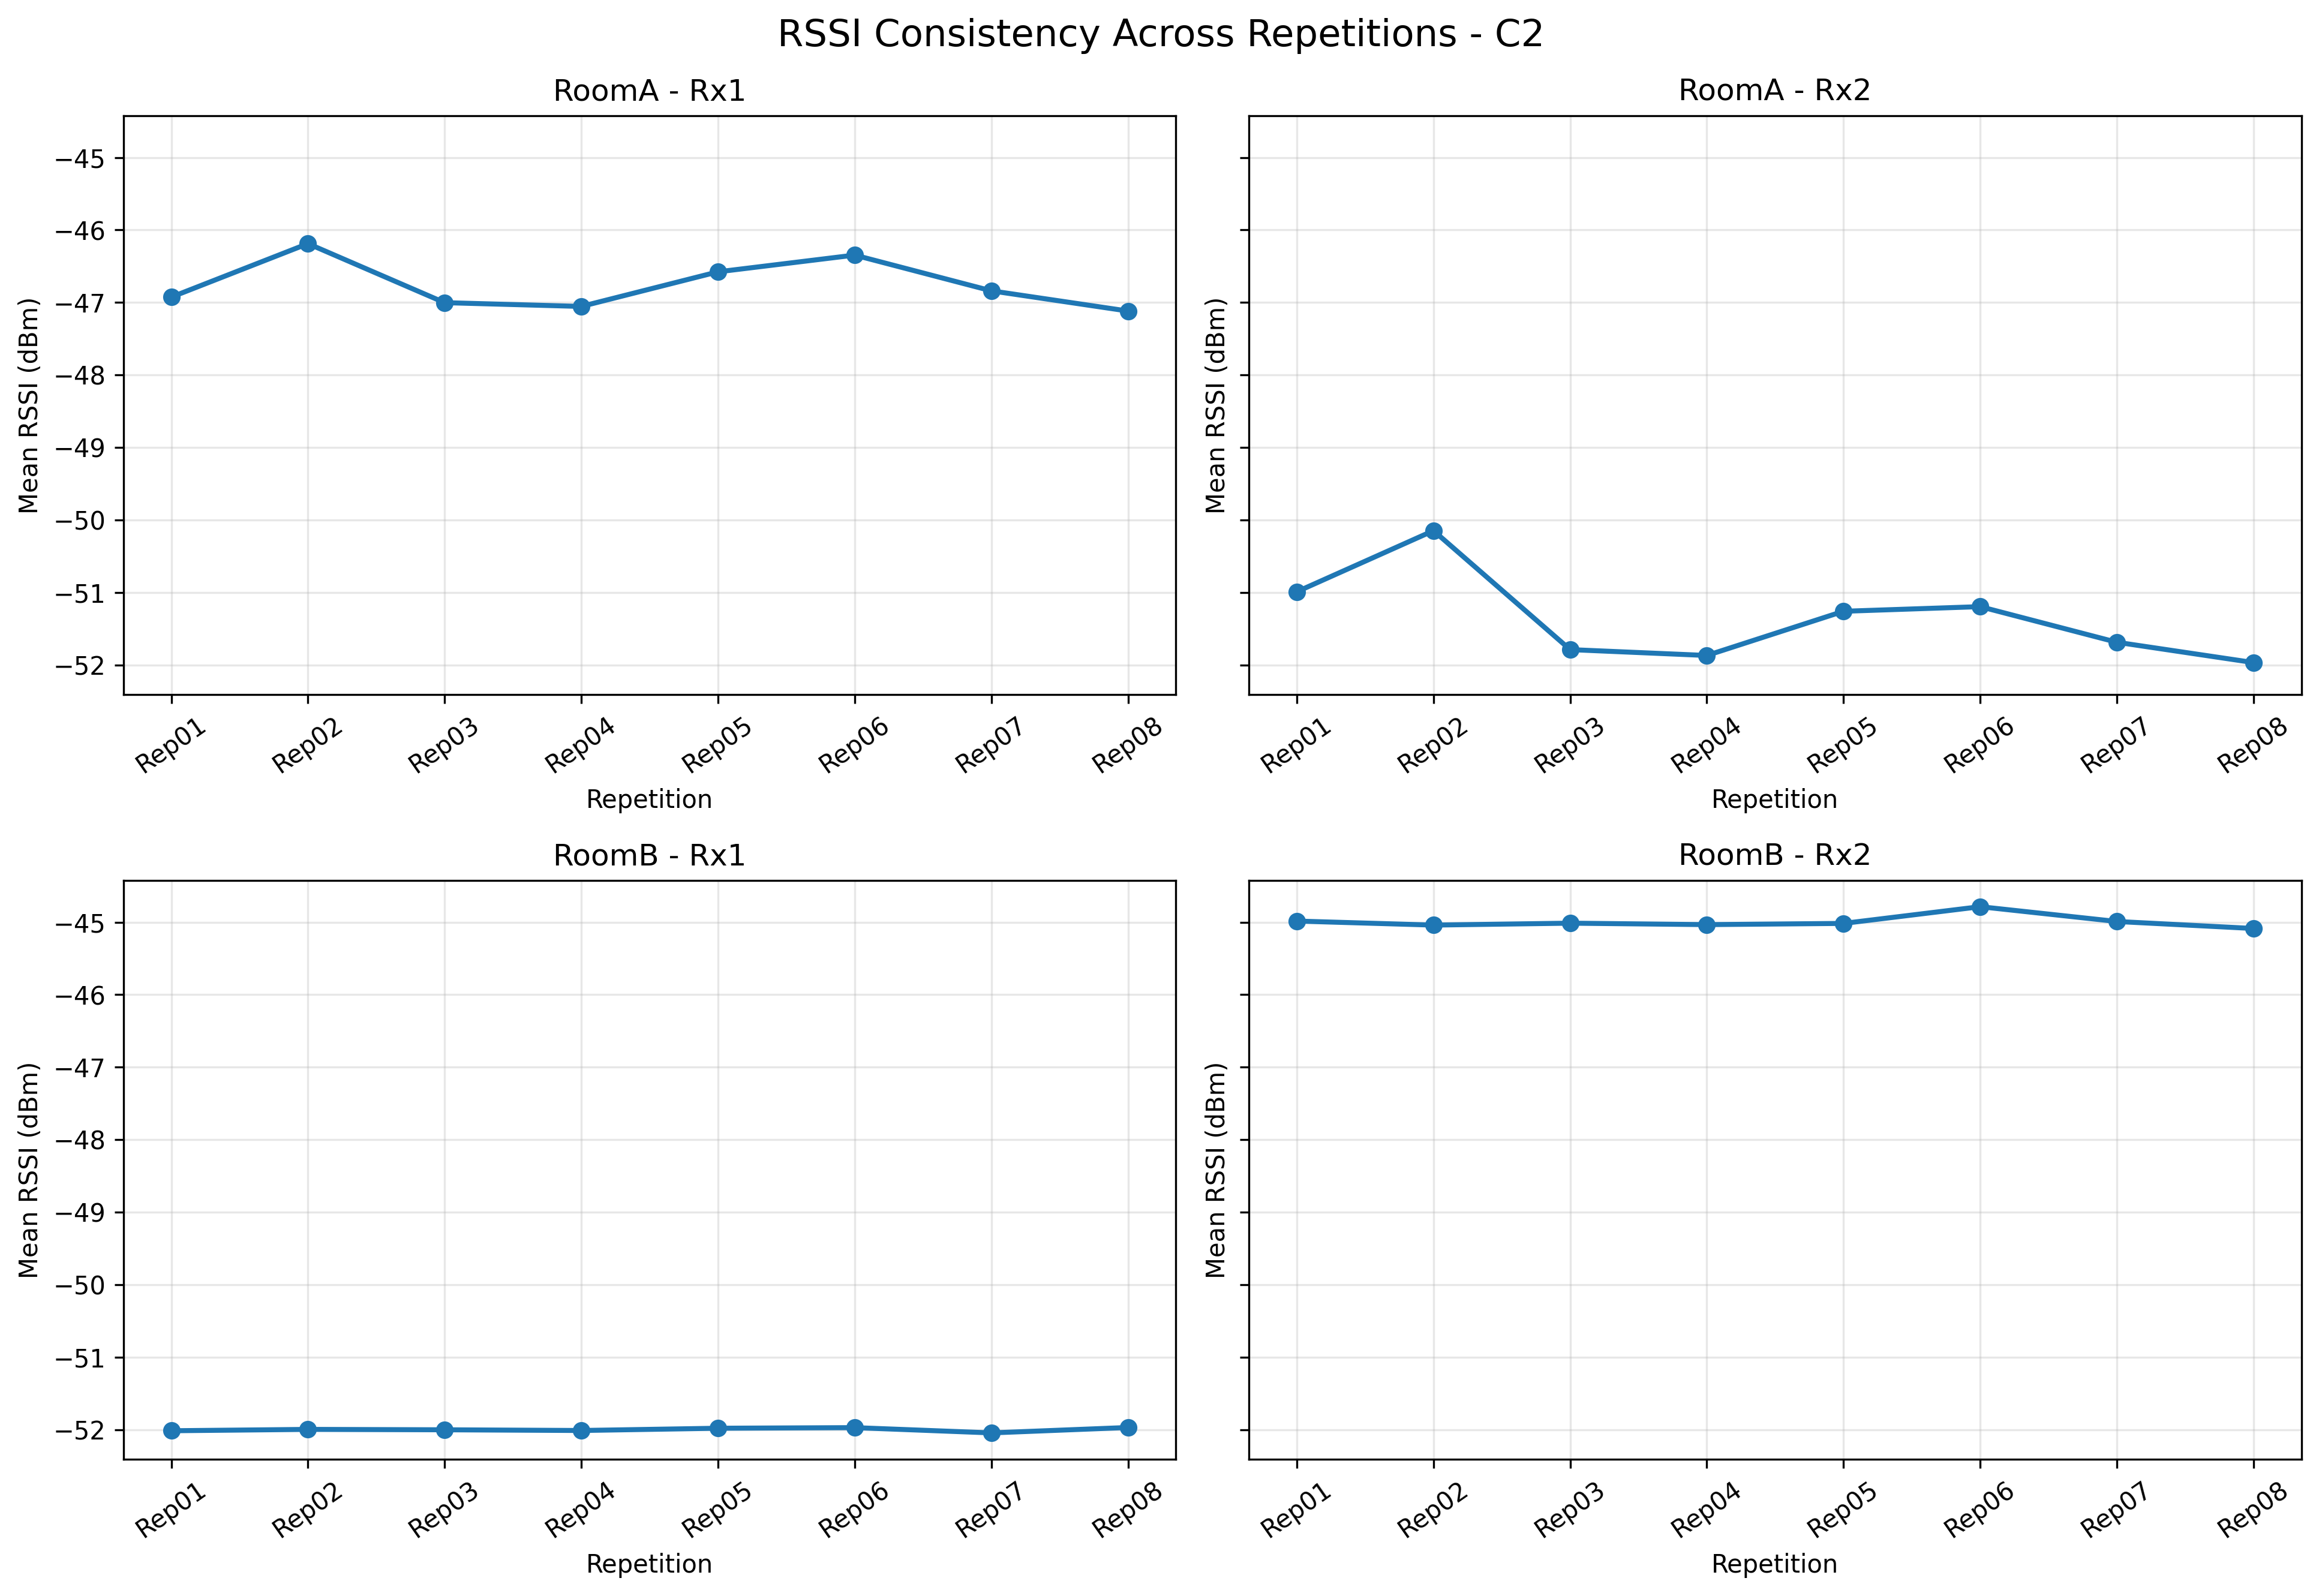 RSSI Consistency Across Repetitions - C2
RoomA - Rx1
Mean RSSI (dBm)
−45
−46
−47
−48
−49
−50
−51
−52
Rep01 Rep02 Rep03 Rep04 Rep05 Rep06 Rep07 Rep08
Repetition
RoomA - Rx2
Mean RSSI (dBm)
Rep01 Rep02 Rep03 Rep04 Rep05 Rep06 Rep07 Rep08
Repetition
RoomB - Rx1
Mean RSSI (dBm)
−45
−46
−47
−48
−49
−50
−51
−52
Rep01 Rep02 Rep03 Rep04 Rep05 Rep06 Rep07 Rep08
Repetition
RoomB - Rx2
Mean RSSI (dBm)
Rep01 Rep02 Rep03 Rep04 Rep05 Rep06 Rep07 Rep08
Repetition